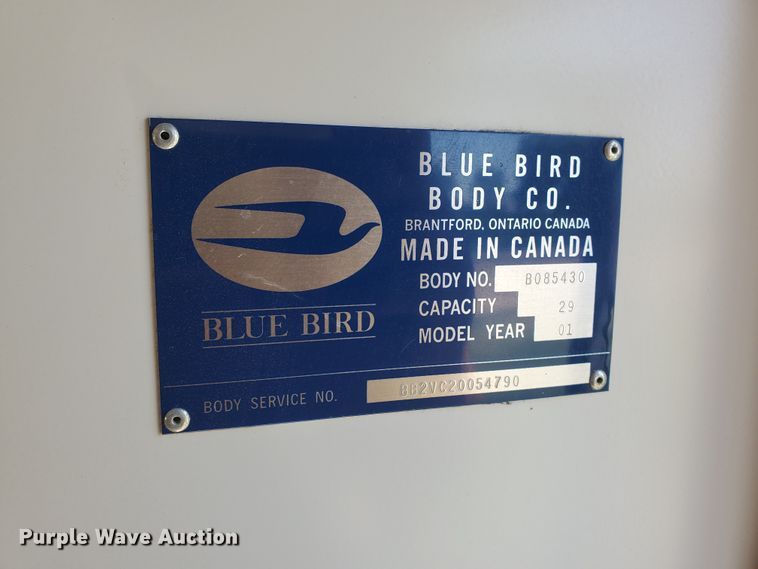 BLUE BIRD
BODY CO.
BRANTFORD, ONTARIO CANADA
MADE IN CANADA
BODY NO. B085430
CAPACITY 29
MODEL YEAR 01
BLUE BIRD
BODY SERVICE NO. BB2VC20054790
Purple Wave Auction